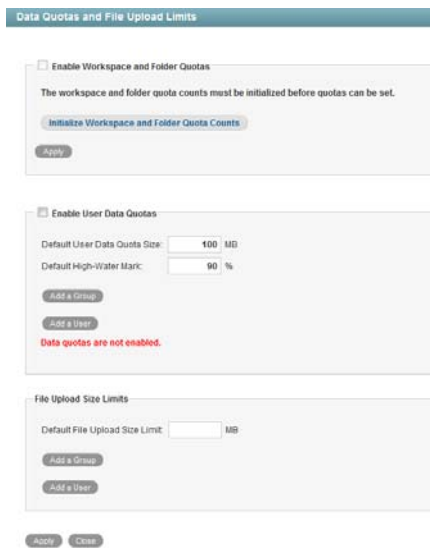 Data Quotas and File Upload Limits
Enable Workspace and Folder Quotas
The workspace and folder quota counts must be initialized before quotas can be set.
Initialize Workspace and Folder Quota Counts
Apply
Enable User Data Quotas
Default User Data Quota Size: 100 MB
Default High-Water Mark: 90 %
Add a Group
Add a User
Data quotas are not enabled.
File Upload Size Limits
Default File Upload Size Limit: MB
Add a Group
Add a User
Apply Close